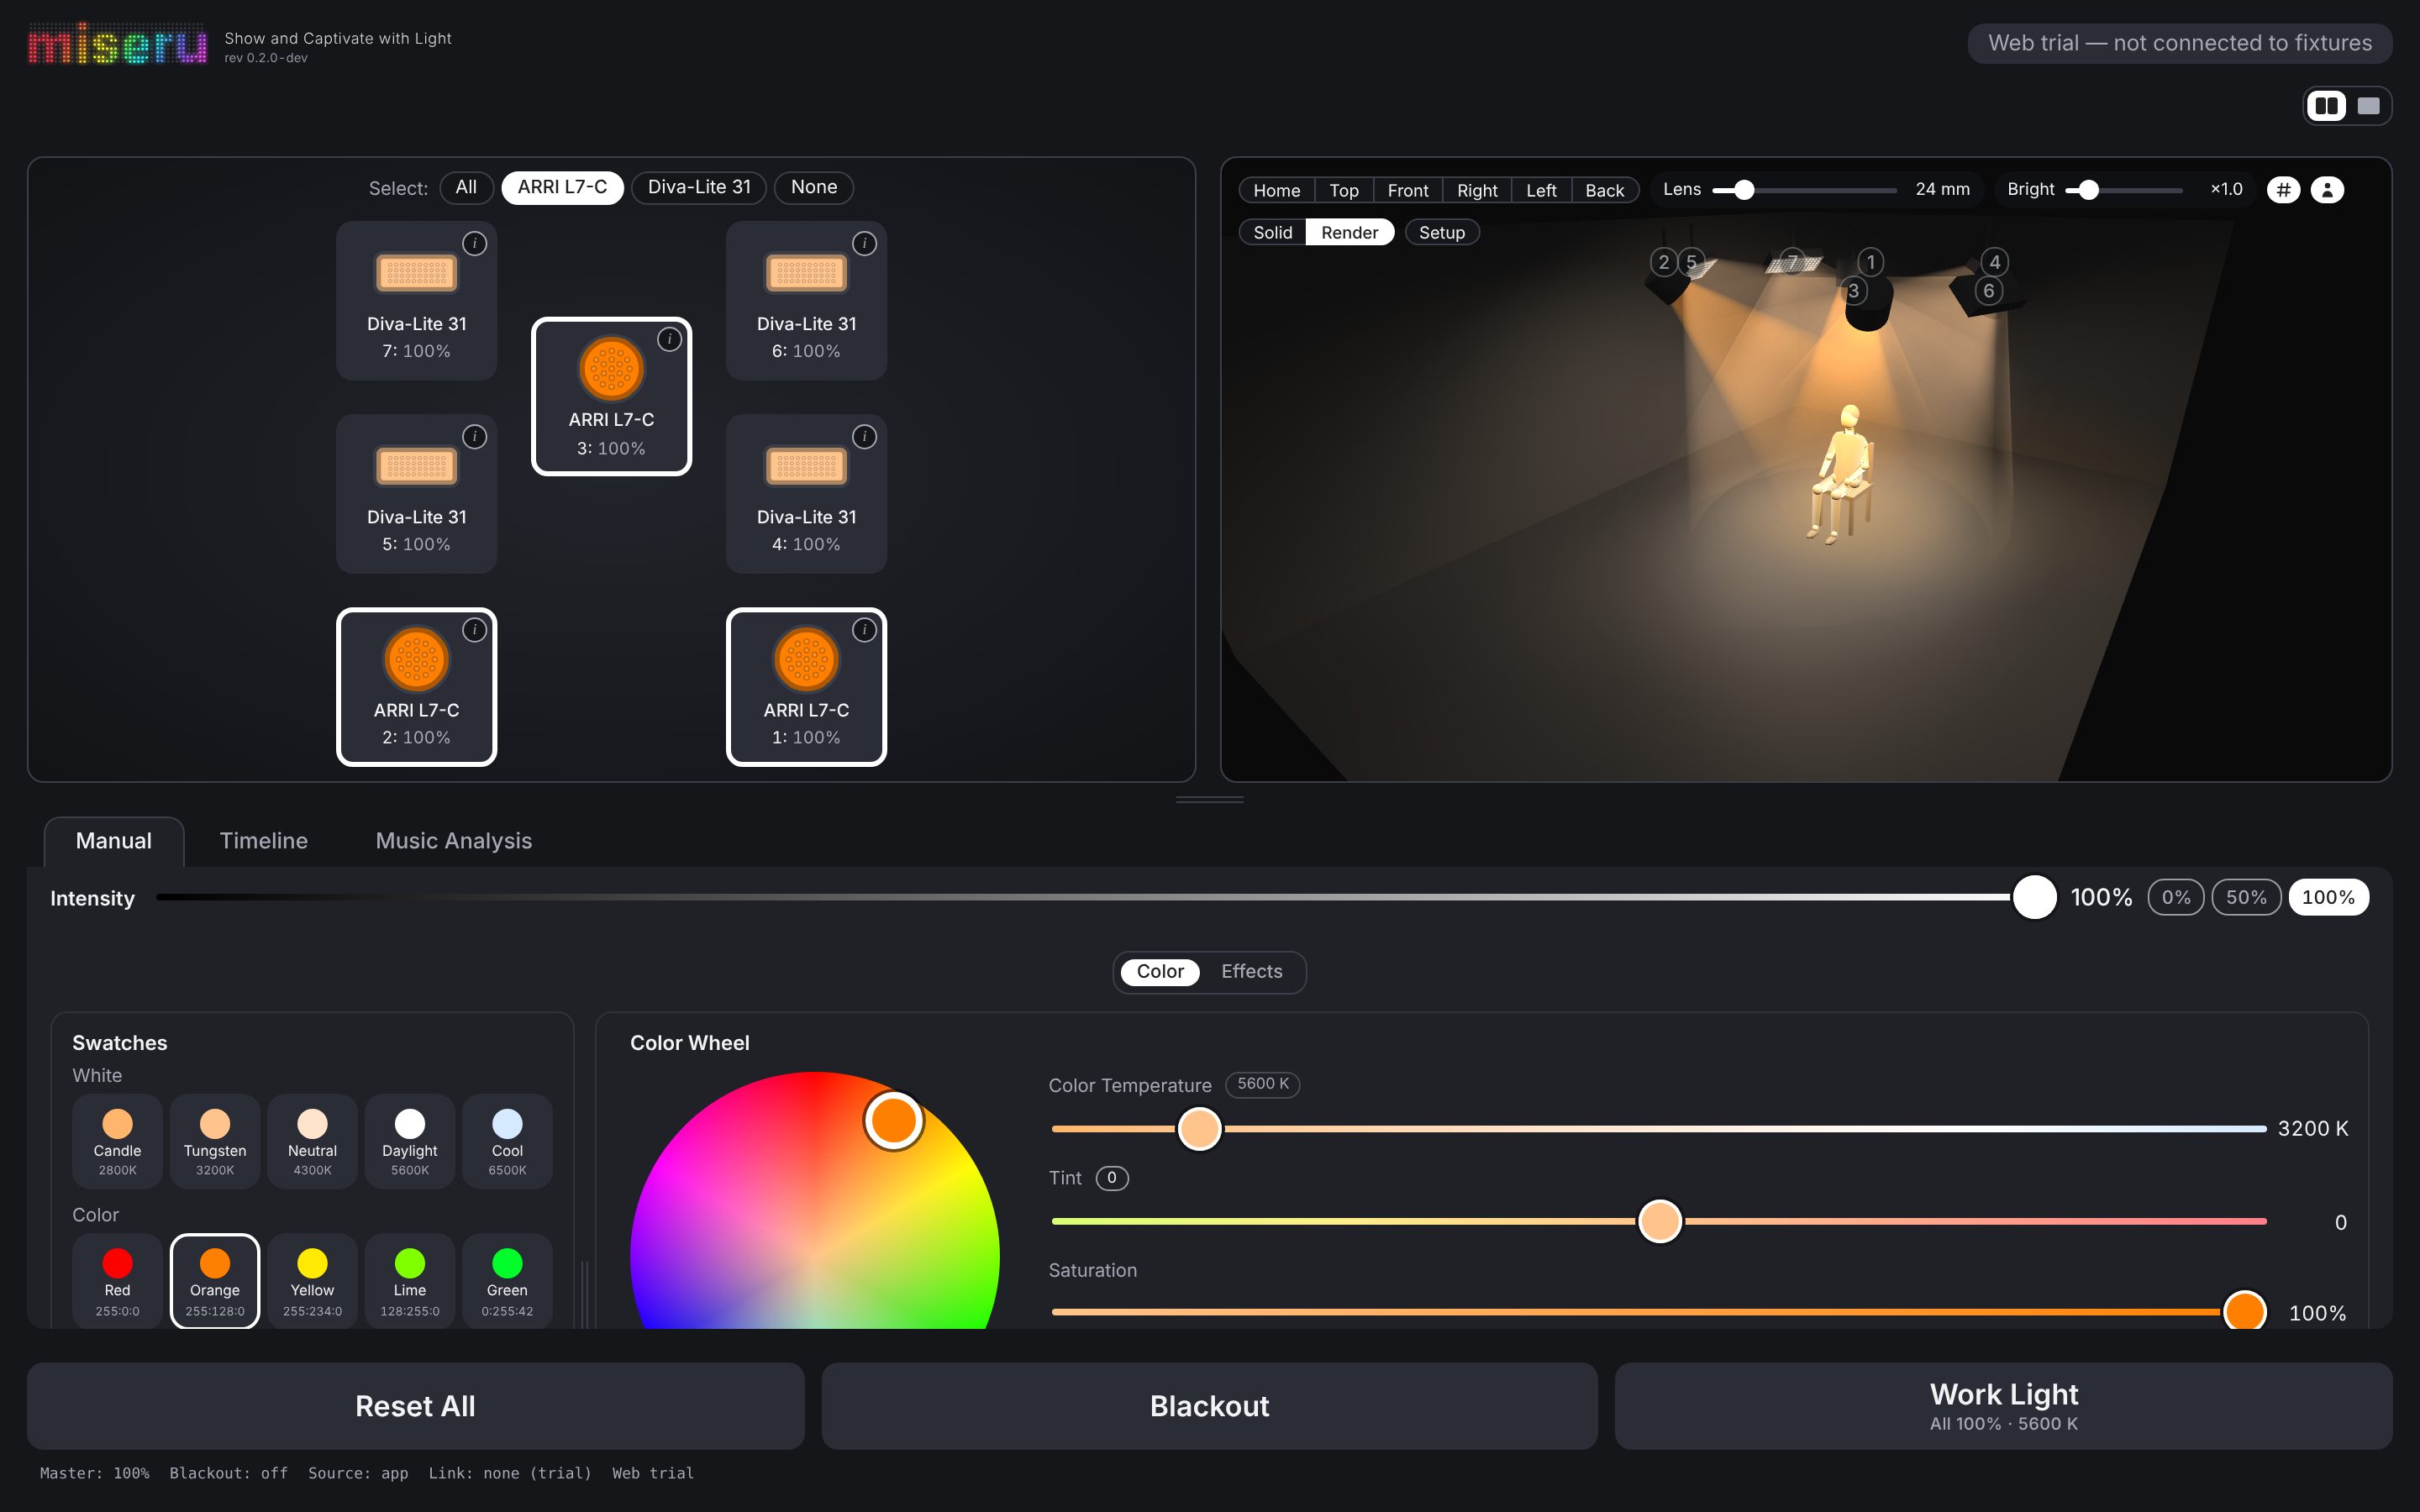 miseru
Show and Captivate with Light
rev 0.2.0-dev
Web trial — not connected to fixtures
Select: All ARRI L7-C Diva-Lite 31 None
i
Diva-Lite 31
7: 100%
i
Diva-Lite 31
6: 100%
i
ARRI L7-C
3: 100%
i
Diva-Lite 31
5: 100%
i
Diva-Lite 31
4: 100%
i
ARRI L7-C
2: 100%
i
ARRI L7-C
1: 100%
Home Top Front Right Left Back Lens 24 mm Bright ×1.0 #
Solid Render Setup
2 5 7 1 4
3 6
Manual Timeline Music Analysis
Intensity 100% 0% 50% 100%
Color Effects
Swatches
White
Candle Tungsten Neutral Daylight Cool
2800K 3200K 4300K 5600K 6500K
Color
Red Orange Yellow Lime Green
255:0:0 255:128:0 255:234:0 128:255:0 0:255:42
Color Wheel
Color Temperature 5600 K
3200 K
Tint 0
0
Saturation
100%
Reset All
Blackout
Work Light
All 100% · 5600 K
Master: 100% Blackout: off Source: app Link: none (trial) Web trial